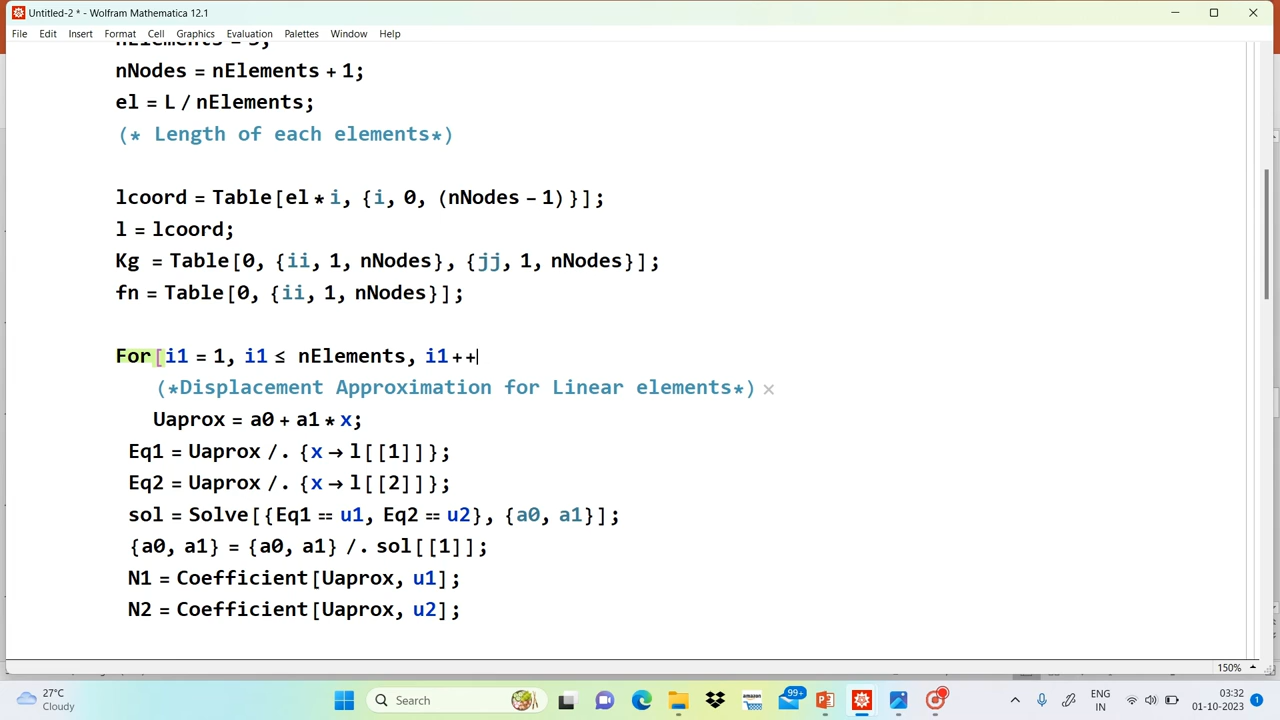 Untitled-2 * - Wolfram Mathematica 12.1
File Edit Insert Format Cell Graphics Evaluation Palettes Window Help
nNodes = nElements + 1;
el = L / nElements;
(* Length of each elements*)
lcoord = Table[el * i, {i, 0, (nNodes - 1) }];
l = lcoord;
Kg = Table[0, {ii, 1, nNodes}, {jj, 1, nNodes}];
fn = Table[0, {ii, 1, nNodes}];
For[i1 = 1, i1 ≤ nElements, i1++
(*Displacement Approximation for Linear elements*) ×
Uaprox = a0 + a1 * x;
Eq1 = Uaprox /. {x → l[[1]]};
Eq2 = Uaprox /. {x → l[[2]]};
sol = Solve[{Eq1 == u1, Eq2 == u2}, {a0, a1}];
{a0, a1} = {a0, a1} /. sol[[1]];
N1 = Coefficient[Uaprox, u1];
N2 = Coefficient[Uaprox, u2];
150%
27°C
Cloudy
Search
amazon
99+
ENG
IN
03:32
01-10-2023
1